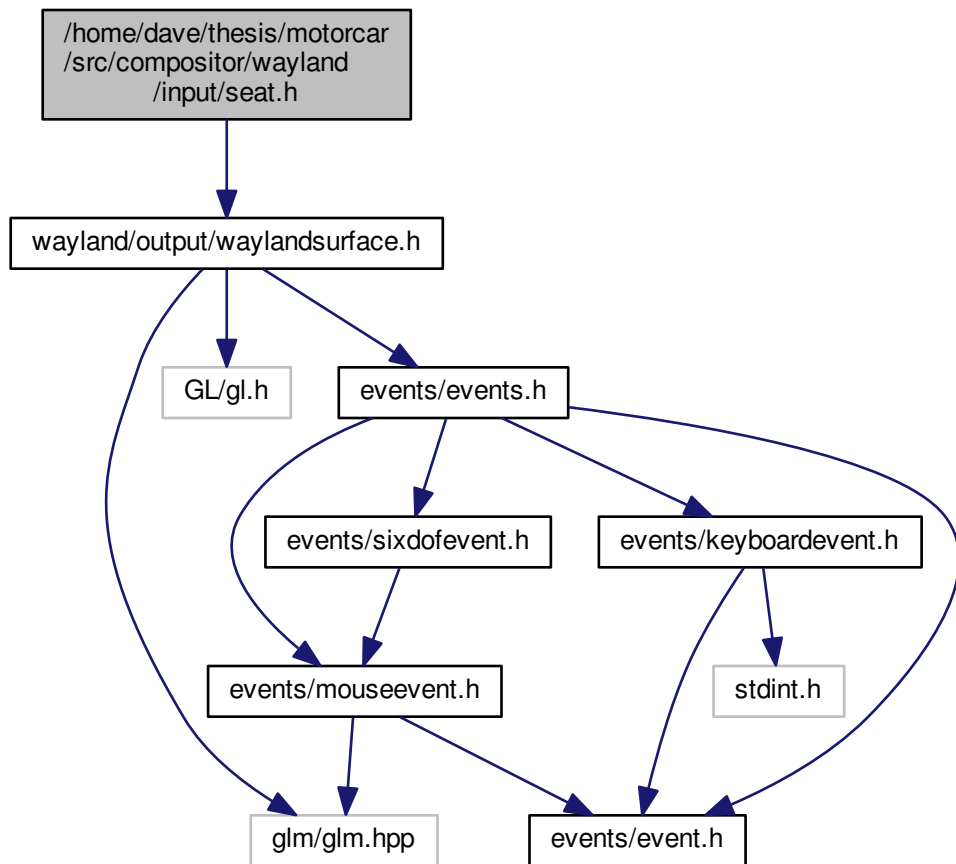 /home/dave/thesis/motorcar
/src/compositor/wayland
/input/seat.h
wayland/output/waylandsurface.h
GL/gl.h
events/events.h
events/sixdofevent.h
events/keyboardevent.h
events/mouseevent.h
stdint.h
glm/glm.hpp
events/event.h